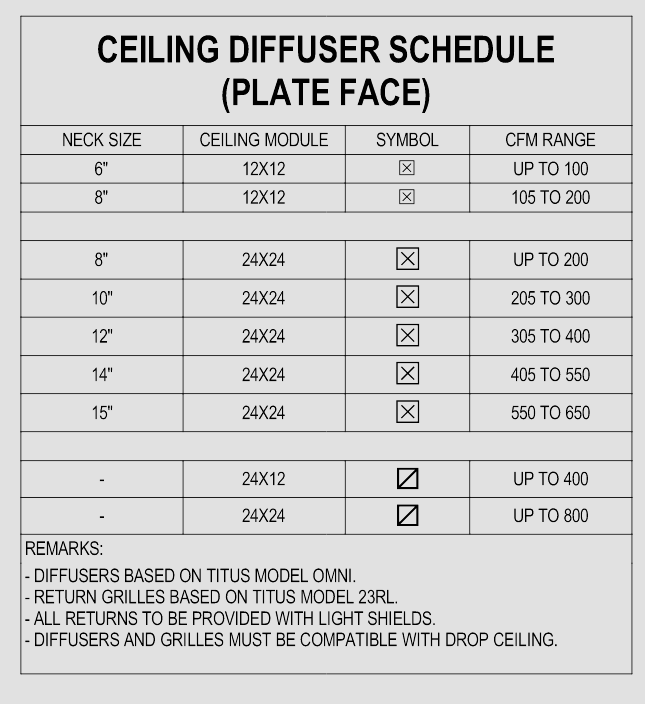 CEILING DIFFUSER SCHEDULE
(PLATE FACE)
NECK SIZE CEILING MODULE SYMBOL CFM RANGE
6" 12X12 UP TO 100
8" 12X12 105 TO 200
8" 24X24 UP TO 200
10" 24X24 205 TO 300
12" 24X24 305 TO 400
14" 24X24 405 TO 550
15" 24X24 550 TO 650
- 24X12 UP TO 400
- 24X24 UP TO 800
REMARKS:
- DIFFUSERS BASED ON TITUS MODEL OMNI.
- RETURN GRILLES BASED ON TITUS MODEL 23RL.
- ALL RETURNS TO BE PROVIDED WITH LIGHT SHIELDS.
- DIFFUSERS AND GRILLES MUST BE COMPATIBLE WITH DROP CEILING.